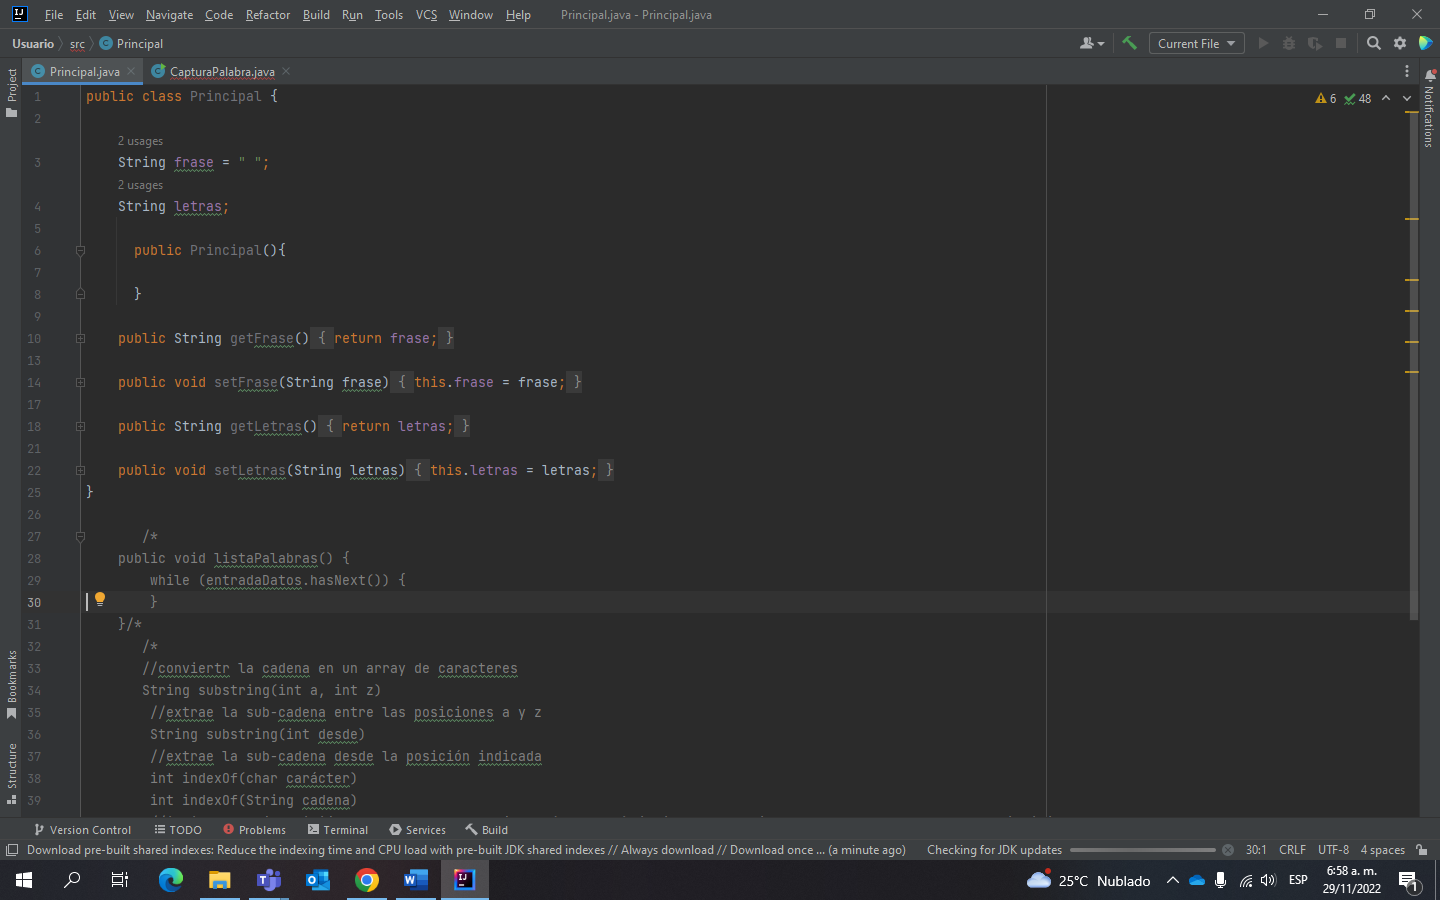 File Edit View Navigate Code Refactor Build Run Tools VCS Window Help Principal.java - Principal.java
Usuario src Principal Current File
Principal.java CapturaPalabra.java
Project
Notifications
6 48
1 public class Principal {
2
2 usages
3 String frase = " ";
2 usages
4 String letras;
5
6 public Principal(){
7
8 }
9
10 public String getFrase() { return frase; }
13
14 public void setFrase(String frase) { this.frase = frase; }
17
18 public String getLetras() { return letras; }
21
22 public void setLetras(String letras) { this.letras = letras; }
25 }
26
27 /*
28 public void listaPalabras() {
29 while (entradaDatos.hasNext()) {
30 }
31 }/*
32 /*
33 //conviertr la cadena en un array de caracteres
34 String substring(int a, int z)
35 //extrae la sub-cadena entre las posiciones a y z
36 String substring(int desde)
37 //extrae la sub-cadena desde la posición indicada
38 int indexOf(char carácter)
39 int indexOf(String cadena)
Bookmarks
Structure
Version Control TODO Problems Terminal Services Build
Download pre-built shared indexes: Reduce the indexing time and CPU load with pre-built JDK shared indexes // Always download // Download once ... (a minute ago) Checking for JDK updates 30:1 CRLF UTF-8 4 spaces
25°C Nublado ESP 6:58 a. m.
29/11/2022
1